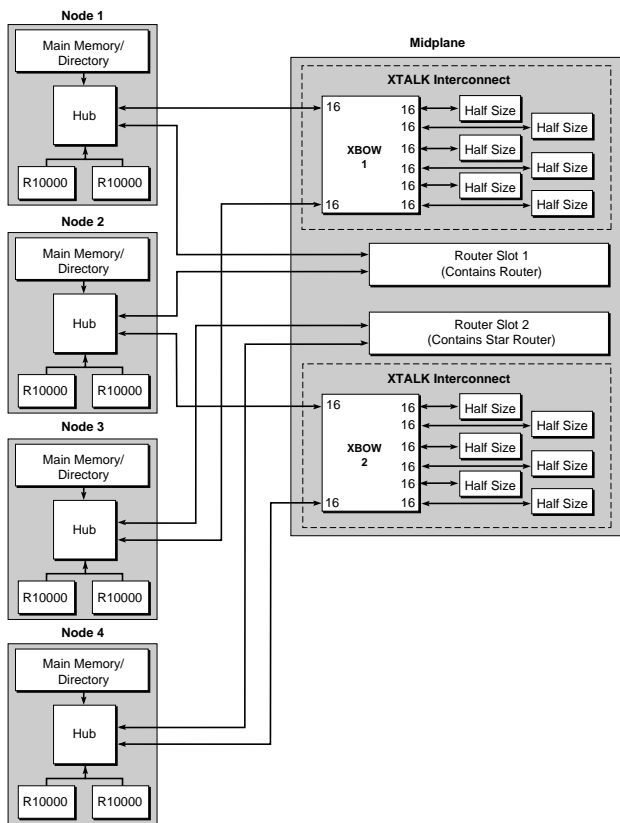 Node 1
Main Memory/
Directory
Hub
R10000
R10000
Node 2
Main Memory/
Directory
Hub
R10000
R10000
Node 3
Main Memory/
Directory
Hub
R10000
R10000
Node 4
Main Memory/
Directory
Hub
R10000
R10000
Midplane
XTALK Interconnect
16
XBOW
1
16
16
16
16
16
16
16
Half Size
Half Size
Half Size
Half Size
Half Size
Half Size
Router Slot 1
(Contains Router)
Router Slot 2
(Contains Star Router)
XTALK Interconnect
16
XBOW
2
16
16
16
16
16
16
16
Half Size
Half Size
Half Size
Half Size
Half Size
Half Size